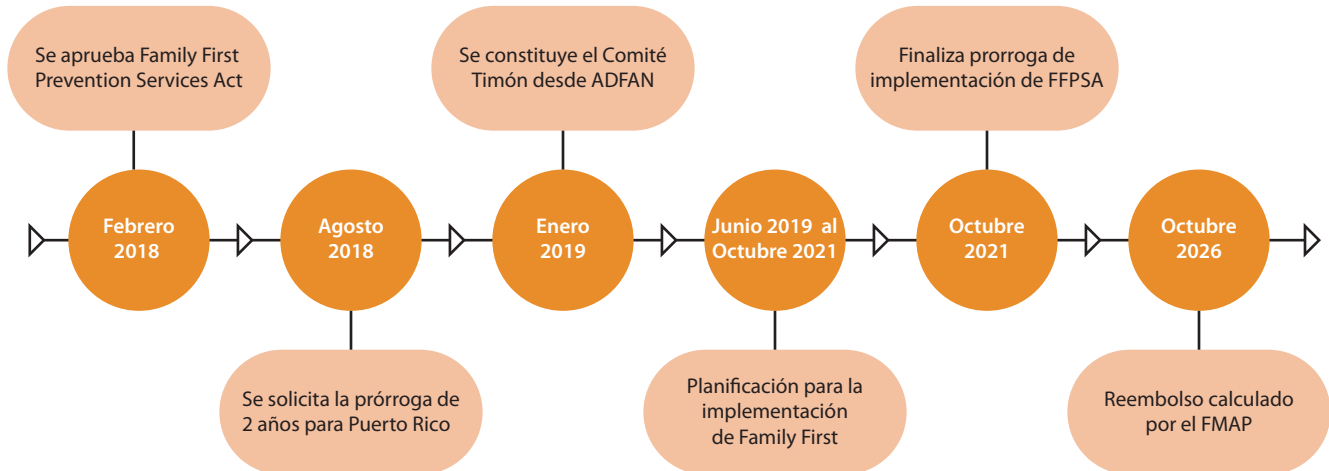 Se aprueba Family First
Prevention Services Act
Se constituye el Comité
Timón desde ADFAN
Finaliza prorroga de
implementación de FFPSA
Febrero
2018
Agosto
2018
Enero
2019
Junio 2019 al
Octubre 2021
Octubre
2021
Octubre
2026
Se solicita la prórroga de
2 años para Puerto Rico
Planificación para la
implementación
de Family First
Reembolso calculado
por el FMAP